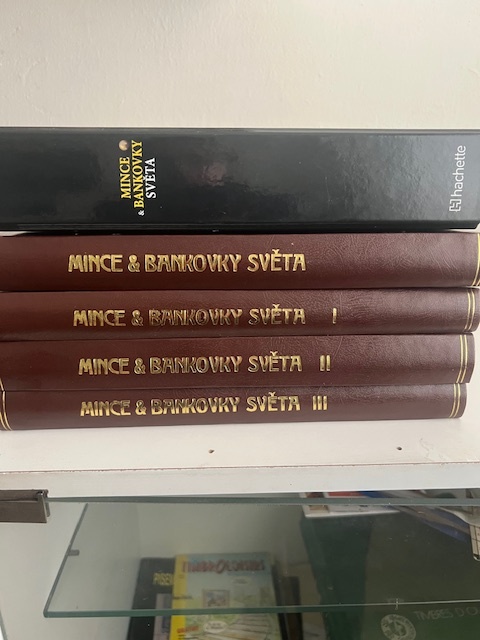 MINCE
& BANKOVKY
SVĚTA
hachette
MINCE & BANKOVKY SVĚTA
MINCE & BANKOVKY SVĚTA I
MINCE & BANKOVKY SVĚTA II
MINCE & BANKOVKY SVĚTA III